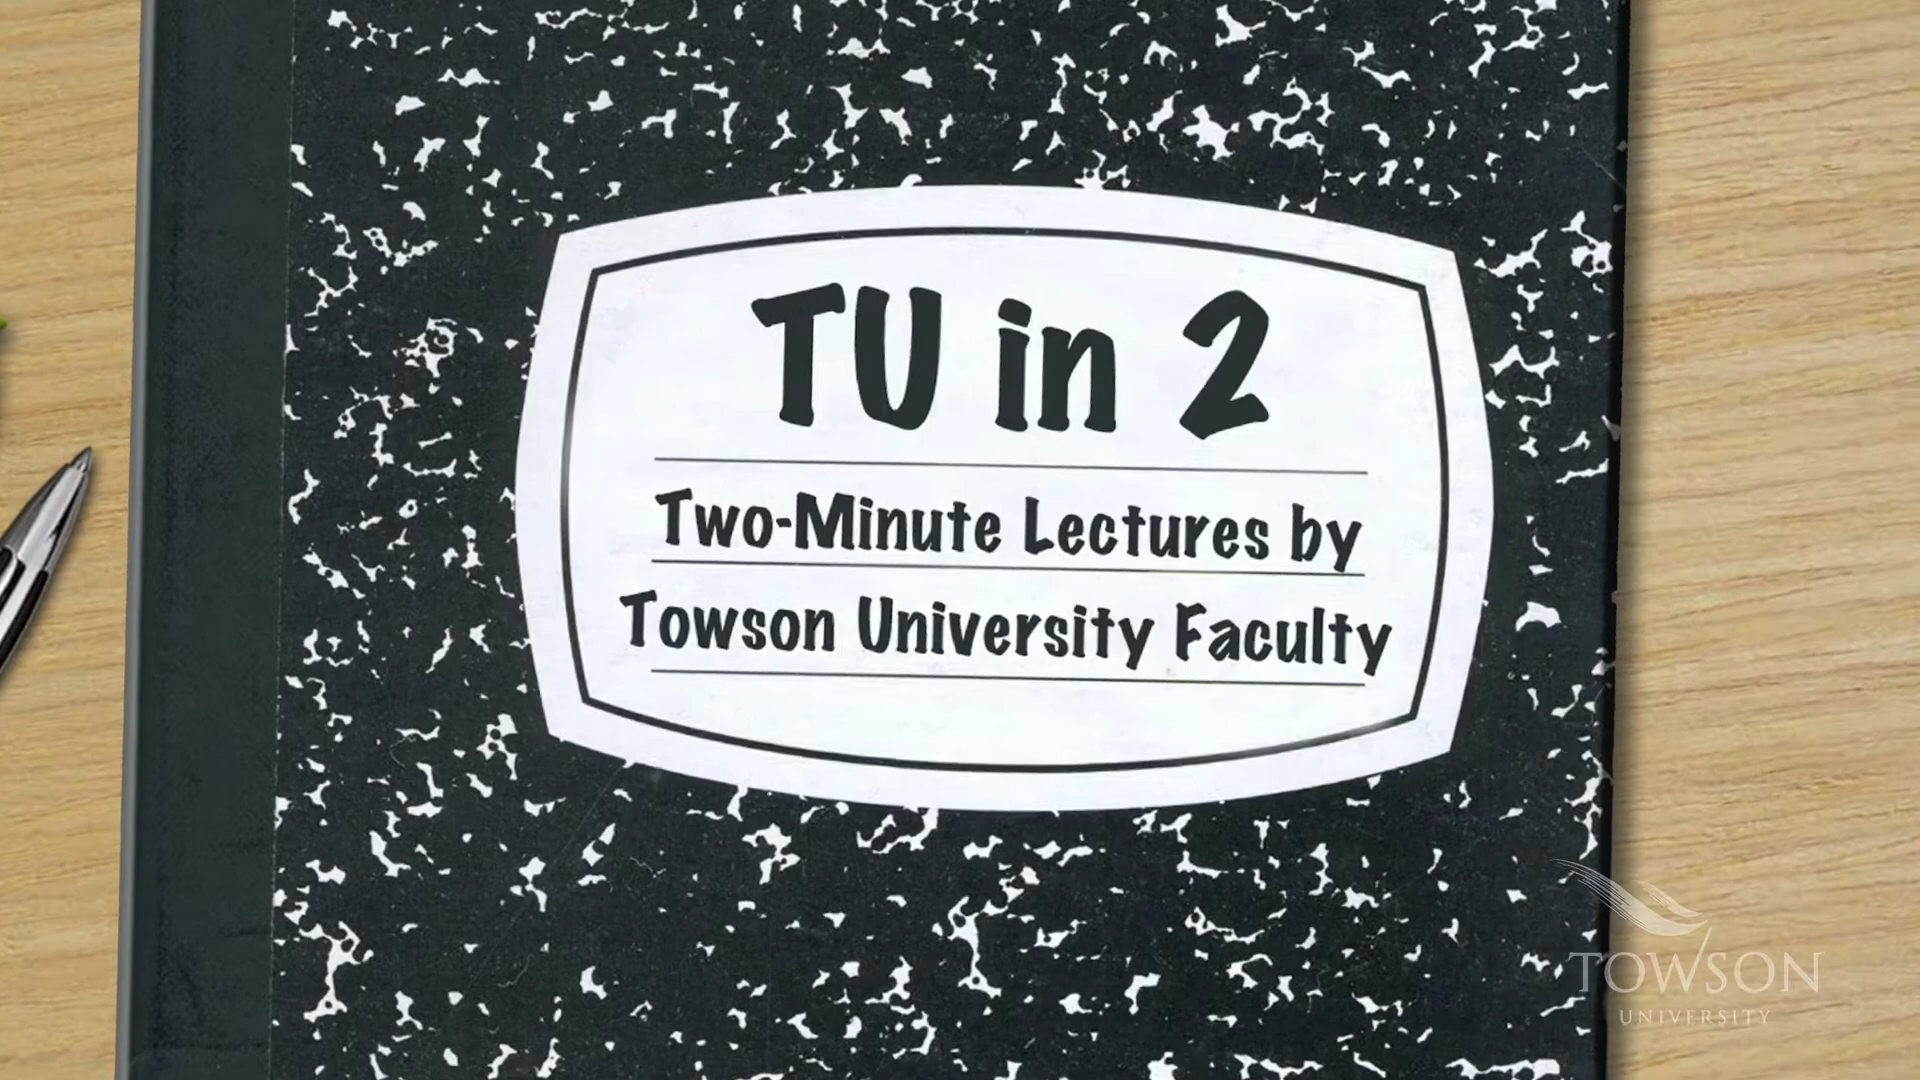 TU in 2
Two-Minute Lectures by
Towson University Faculty
TOWSON
UNIVERSITY